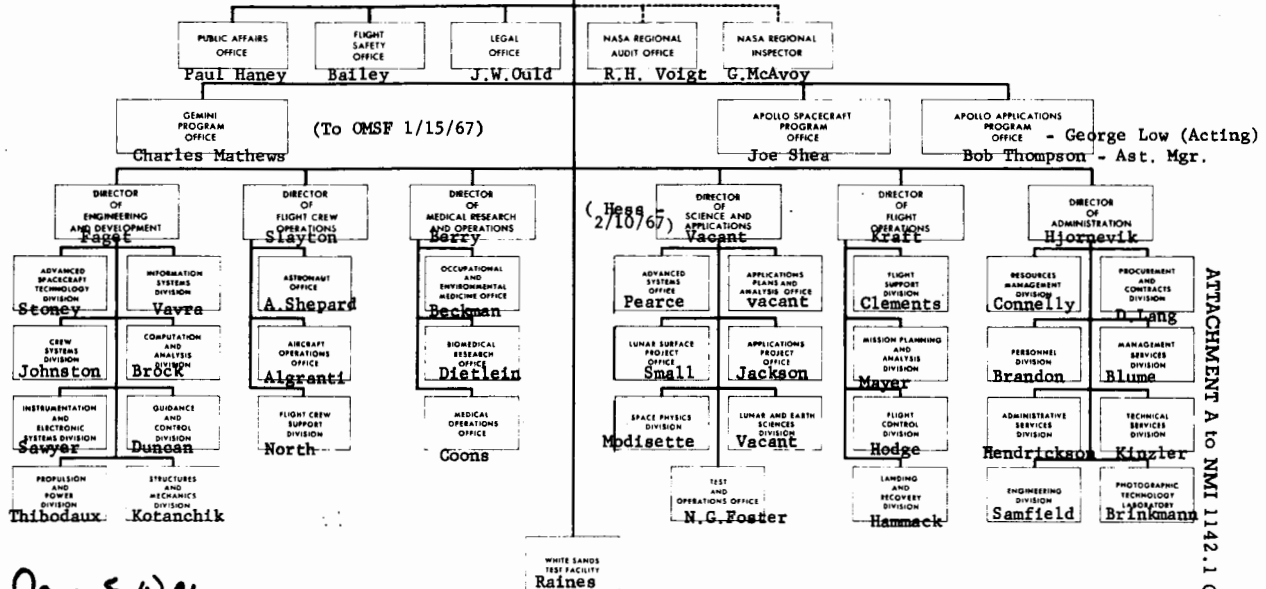 PUBLIC AFFAIRS
OFFICE
Paul Haney
FLIGHT
SAFETY
OFFICE
Bailey
LEGAL
OFFICE
J.W.Ould
NASA REGIONAL
AUDIT OFFICE
R.H. Voigt
NASA REGIONAL
INSPECTOR
G.McAvoy
GEMINI
PROGRAM
OFFICE
Charles Mathews
(To OMSF 1/15/67)
APOLLO SPACECRAFT
PROGRAM
OFFICE
Joe Shea
APOLLO APPLICATIONS
PROGRAM
OFFICE
- George Low (Acting)
Bob Thompson - Ast. Mgr.
DIRECTOR
OF
ENGINEERING
AND DEVELOPMENT
Faget
ADVANCED
SPACECRAFT
TECHNOLOGY
DIVISION
Stoney
INFORMATION
SYSTEMS
DIVISION
Vavra
CREW
SYSTEMS
DIVISION
Johnston
COMPUTATION
AND
ANALYSIS
DIVISION
Brock
INSTRUMENTATION
AND
ELECTRONIC
SYSTEMS DIVISION
Sawyer
GUIDANCE
AND
CONTROL
DIVISION
Duncan
PROPULSION
AND
POWER
DIVISION
Thibodaux
STRUCTURES
AND
MECHANICS
DIVISION
Kotanchik
DIRECTOR
OF
FLIGHT CREW
OPERATIONS
Slayton
ASTRONAUT
OFFICE
A.Shepard
AIRCRAFT
OPERATIONS
OFFICE
Algranti
FLIGHT CREW
SUPPORT
DIVISION
North
DIRECTOR
OF
MEDICAL RESEARCH
AND OPERATIONS
Berry
OCCUPATIONAL
AND
ENVIRONMENTAL
MEDICINE OFFICE
Beckman
BIOMEDICAL
RESEARCH
OFFICE
Dietlein
MEDICAL
OPERATIONS
OFFICE
Coons
( Hess -
2/10/67)
DIRECTOR
OF
SCIENCE AND
APPLICATIONS
Vacant
ADVANCED
SYSTEMS
OFFICE
Pearce
APPLICATIONS
PLANS AND
ANALYSIS OFFICE
vacant
LUNAR SURFACE
PROJECT
OFFICE
Small
APPLICATIONS
PROJECT
OFFICE
Jackson
SPACE PHYSICS
DIVISION
Modisette
LUNAR AND EARTH
SCIENCES
DIVISION
Vacant
TEST
AND
OPERATIONS OFFICE
N.G.Foster
DIRECTOR
OF
FLIGHT
OPERATIONS
Kraft
FLIGHT
SUPPORT
DIVISION
Clements
MISSION PLANNING
AND
ANALYSIS
DIVISION
Mayer
FLIGHT
CONTROL
DIVISION
Hodge
LANDING
AND
RECOVERY
DIVISION
Hammack
DIRECTOR
OF
ADMINISTRATION
Hjornevik
RESOURCES
MANAGEMENT
DIVISION
Connelly
PROCUREMENT
AND
CONTRACTS
DIVISION
D.Lang
PERSONNEL
DIVISION
Brandon
MANAGEMENT
SERVICES
DIVISION
Blume
ADMINISTRATIVE
SERVICES
DIVISION
Hendrickson
TECHNICAL
SERVICES
DIVISION
Kinzler
ENGINEERING
DIVISION
Samfield
PHOTOGRAPHIC
TECHNOLOGY
LABORATORY
Brinkmann
WHITE SANDS
TEST FACILITY
Raines
ATTACHMENT A to NMI 1142.1